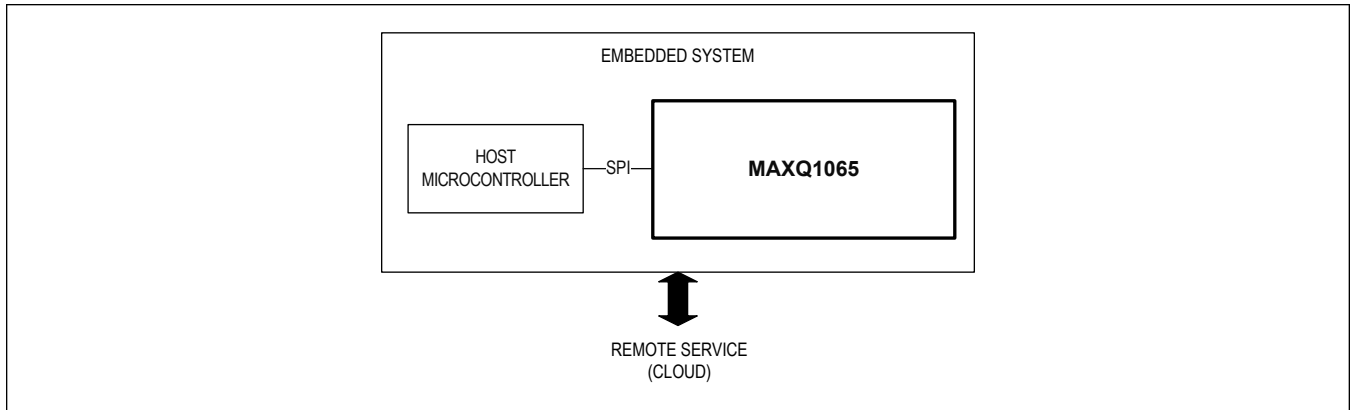 EMBEDDED SYSTEM
HOST
MICROCONTROLLER
SPI
MAXQ1065
REMOTE SERVICE
(CLOUD)